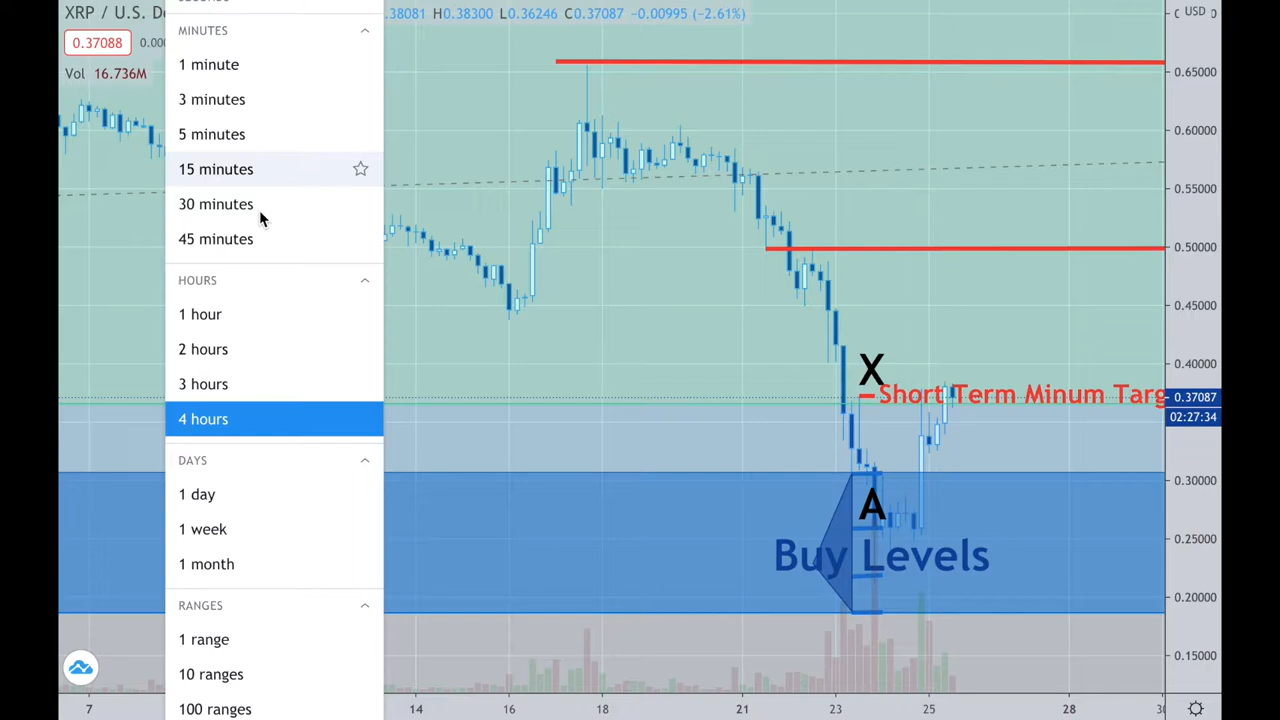 XRP / U.S. Do
.38081 H0.38300 L0.36246 C0.37087 −0.00995 (−2.61%)
USD
0.37088
0.000
Vol 16.736M
MINUTES
1 minute
3 minutes
5 minutes
15 minutes
30 minutes
45 minutes
HOURS
1 hour
2 hours
3 hours
4 hours
DAYS
1 day
1 week
1 month
RANGES
1 range
10 ranges
100 ranges
X
Short Term Minum Targ
A
Buy Levels
0.65000
0.60000
0.55000
0.50000
0.45000
0.40000
0.37087
02:27:34
0.30000
0.25000
0.20000
0.15000
7
14
16
18
21
23
25
28
30